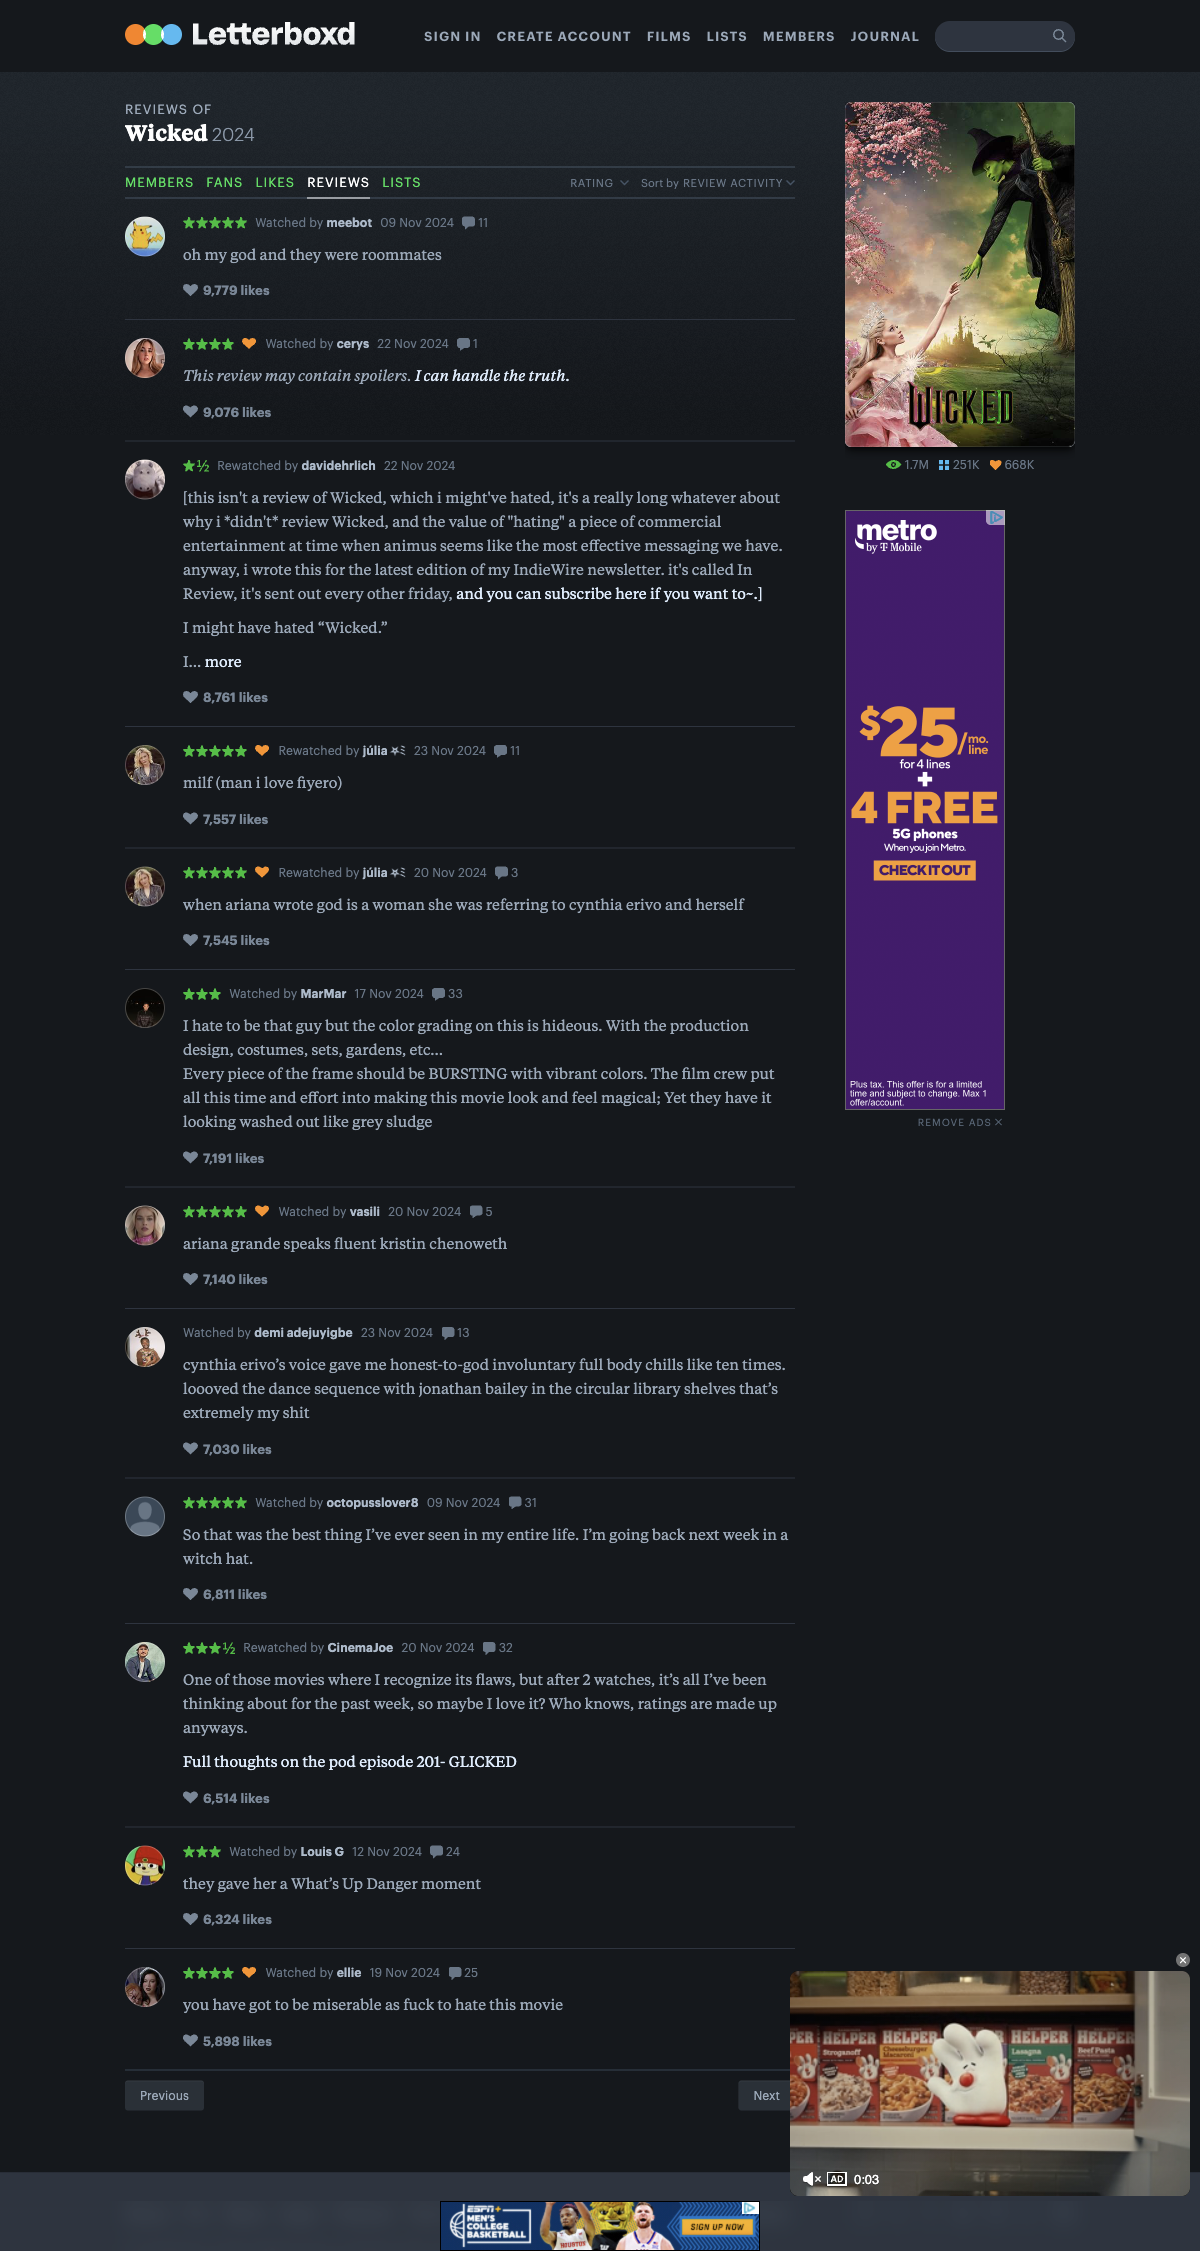 Letterboxd
SIGN IN CREATE ACCOUNT FILMS LISTS MEMBERS JOURNAL
REVIEWS OF
Wicked 2024
MEMBERS FANS LIKES REVIEWS LISTS RATING Sort by REVIEW ACTIVITY
Watched by meebot 09 Nov 2024 11
oh my god and they were roommates
9,779 likes
Watched by cerys 22 Nov 2024 1
This review may contain spoilers. I can handle the truth.
9,076 likes
★½ Rewatched by davidehrlich 22 Nov 2024
[this isn't a review of Wicked, which i might've hated, it's a really long whatever about
why i *didn't* review Wicked, and the value of "hating" a piece of commercial
entertainment at time when animus seems like the most effective messaging we have.
anyway, i wrote this for the latest edition of my IndieWire newsletter. it's called In
Review, it's sent out every other friday, and you can subscribe here if you want to~.]
I might have hated “Wicked.”
I… more
8,761 likes
Rewatched by júlia 23 Nov 2024 11
milf (man i love fiyero)
7,557 likes
Rewatched by júlia 20 Nov 2024 3
when ariana wrote god is a woman she was referring to cynthia erivo and herself
7,545 likes
Watched by MarMar 17 Nov 2024 33
I hate to be that guy but the color grading on this is hideous. With the production
design, costumes, sets, gardens, etc…
Every piece of the frame should be BURSTING with vibrant colors. The film crew put
all this time and effort into making this movie look and feel magical; Yet they have it
looking washed out like grey sludge
7,191 likes
Watched by vasili 20 Nov 2024 5
ariana grande speaks fluent kristin chenoweth
7,140 likes
Watched by demi adejuyigbe 23 Nov 2024 13
cynthia erivo’s voice gave me honest-to-god involuntary full body chills like ten times.
loooved the dance sequence with jonathan bailey in the circular library shelves that’s
extremely my shit
7,030 likes
Watched by octopusslover8 09 Nov 2024 31
So that was the best thing I’ve ever seen in my entire life. I’m going back next week in a
witch hat.
6,811 likes
★★★½ Rewatched by CinemaJoe 20 Nov 2024 32
One of those movies where I recognize its flaws, but after 2 watches, it’s all I’ve been
thinking about for the past week, so maybe I love it? Who knows, ratings are made up
anyways.
Full thoughts on the pod episode 201- GLICKED
6,514 likes
Watched by Louis G 12 Nov 2024 24
they gave her a What’s Up Danger moment
6,324 likes
Watched by ellie 19 Nov 2024 25
you have got to be miserable as fuck to hate this movie
5,898 likes
Previous Next
WICKED
1.7M 251K 668K
metro
by T Mobile
$25/mo. line
for 4 lines
+
4 FREE
5G phones
When you join Metro.
CHECK IT OUT
Plus tax. This offer is for a limited
time and subject to change. Max 1
offer/account.
REMOVE ADS
HELPER HELPER HELPER HELPER
Stroganoff Cheeseburger Macaroni Lasagna Beef Pasta
AD 0:03
ESPN+
MEN'S
COLLEGE
BASKETBALL
SIGN UP NOW